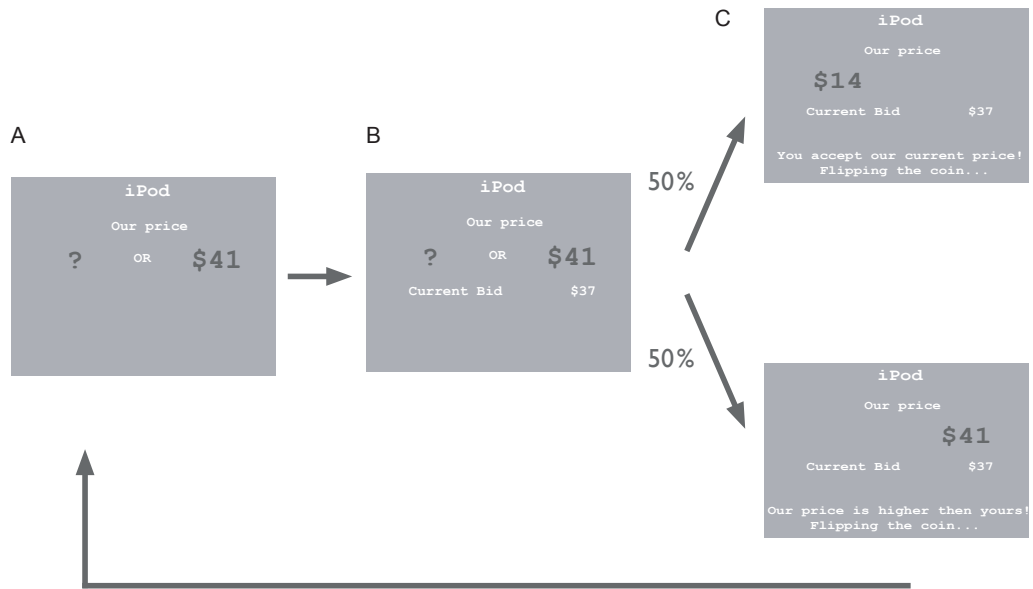 A
iPod
Our price
? OR $41
B
iPod
Our price
? OR $41
Current Bid $37
50%
50%
C
iPod
Our price
$14
Current Bid $37
You accept our current price!
Flipping the coin...
iPod
Our price
$41
Current Bid $37
Our price is higher then yours!
Flipping the coin...